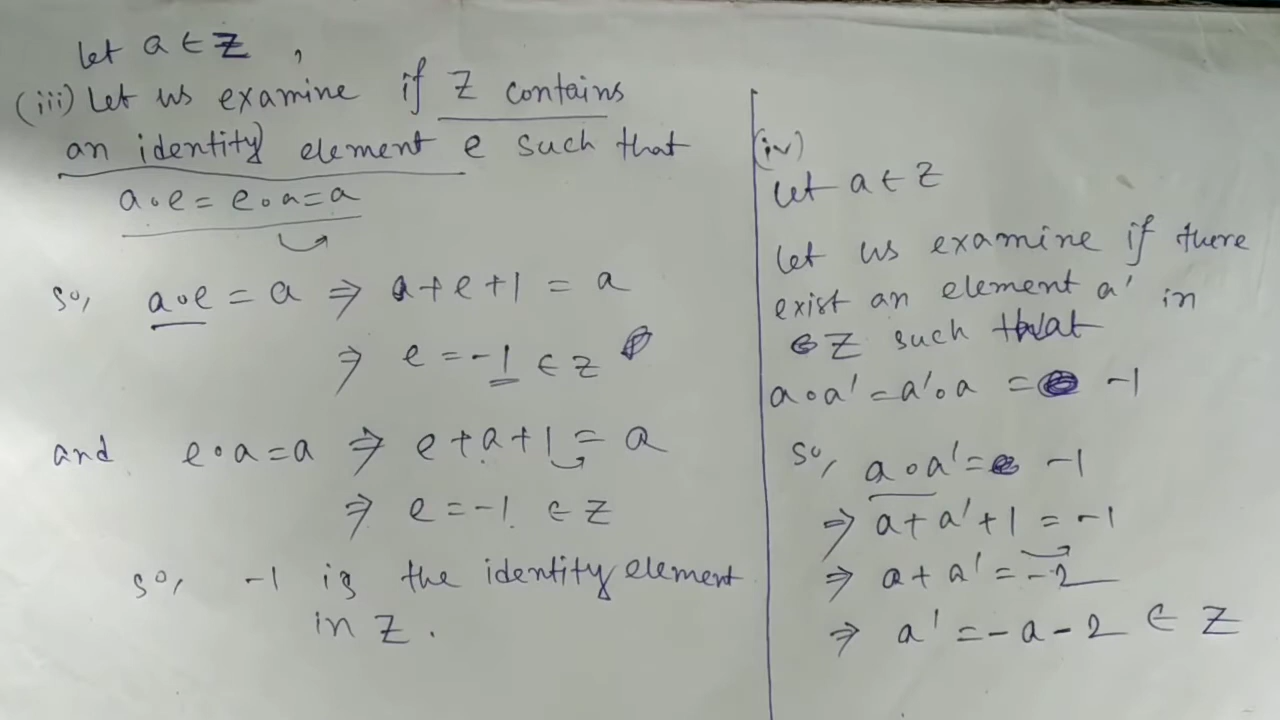 let a ∈ Z,
(iii) Let us examine if Z contains
an identity element e such that
a∘e = e∘a = a
so, a∘e = a ⇒ a+e+1 = a
⇒ e = -1 ∈ Z
and e∘a = a ⇒ e+a+1 = a
⇒ e = -1 ∈ Z
so, -1 is the identity element
in Z.
(iv)
let a ∈ Z
let us examine if there
exist an element a' in
Z such that
a∘a' = a'∘a = -1
so, a∘a' = -1
⇒ a+a'+1 = -1
⇒ a+a' = -2
⇒ a' = -a-2 ∈ Z